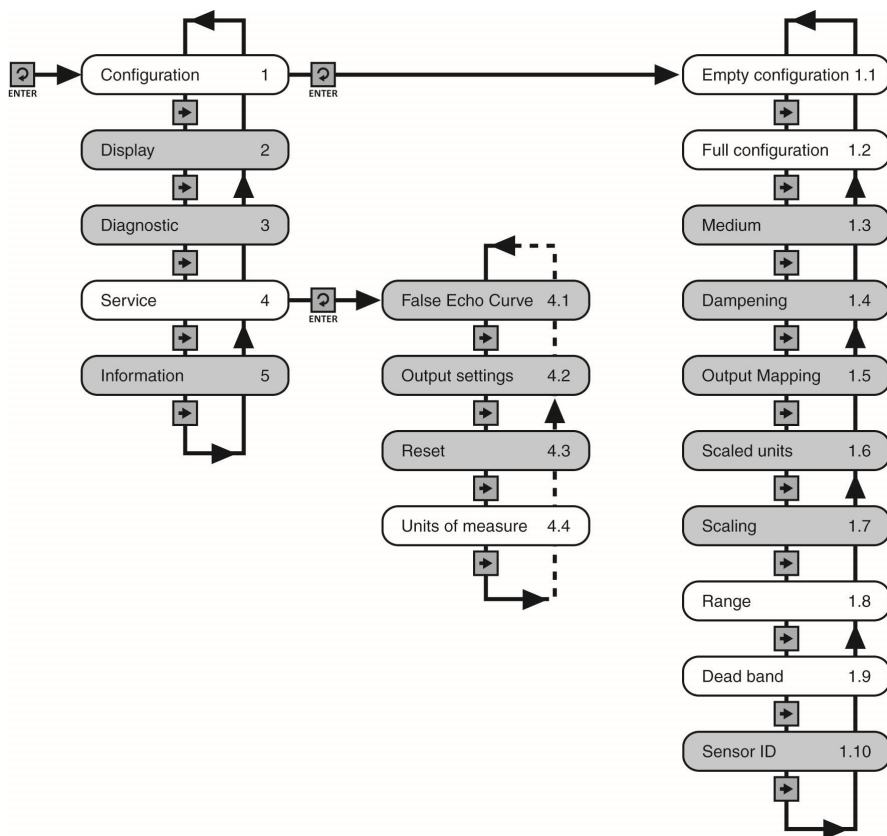 ENTER
Configuration 1
ENTER
Display 2
Diagnostic 3
Service 4
ENTER
Information 5
False Echo Curve 4.1
Output settings 4.2
Reset 4.3
Units of measure 4.4
Empty configuration 1.1
Full configuration 1.2
Medium 1.3
Dampening 1.4
Output Mapping 1.5
Scaled units 1.6
Scaling 1.7
Range 1.8
Dead band 1.9
Sensor ID 1.10